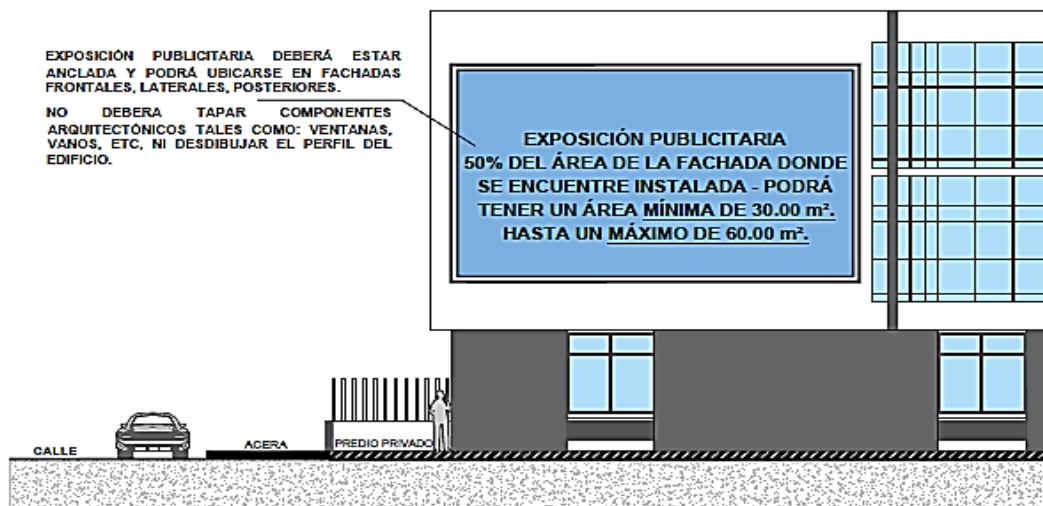 EXPOSICIÓN PUBLICITARIA DEBERÁ ESTAR
ANCLADA Y PODRÁ UBICARSE EN FACHADAS
FRONTALES, LATERALES, POSTERIORES.
NO DEBERA TAPAR COMPONENTES
ARQUITECTÓNICOS TALES COMO: VENTANAS,
VANOS, ETC, NI DESDIBUJAR EL PERFIL DEL
EDIFICIO.
EXPOSICIÓN PUBLICITARIA
50% DEL ÁREA DE LA FACHADA DONDE
SE ENCUENTRE INSTALADA - PODRÁ
TENER UN ÁREA MÍNIMA DE 30.00 m².
HASTA UN MÁXIMO DE 60.00 m².
CALLE
ACERA
PREDIO PRIVADO